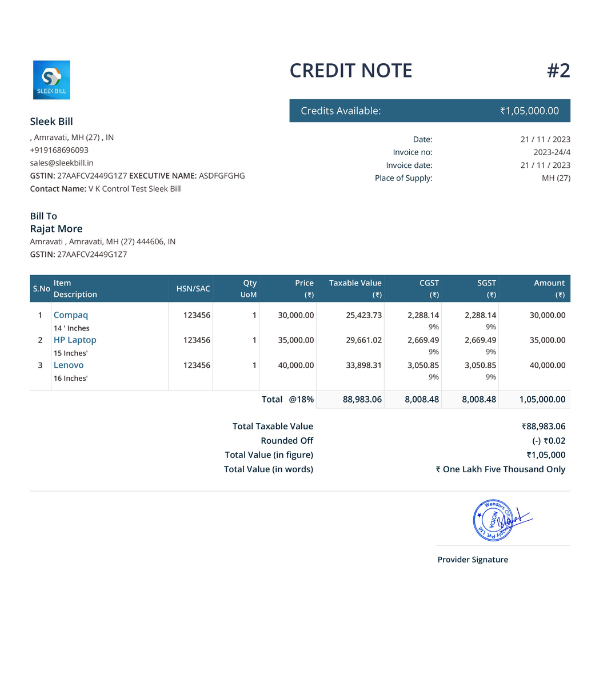 SLEEK BILL
CREDIT NOTE #2
Credits Available: ₹1,05,000.00
Sleek Bill
, Amravati, MH (27) , IN
+919168696093
sales@sleekbill.in
GSTIN: 27AAFCV2449G1Z7 EXECUTIVE NAME: ASDFGFGHG
Contact Name: V K Control Test Sleek Bill
Date: 21 / 11 / 2023
Invoice no: 2023-24/4
Invoice date: 21 / 11 / 2023
Place of Supply: MH (27)
Bill To
Rajat More
Amravati , Amravati, MH (27) 444606, IN
GSTIN: 27AAFCV2449G1Z7
S.No Item Description HSN/SAC Qty UoM Price (₹) Taxable Value (₹) CGST (₹) SGST (₹) Amount (₹)
1 Compaq 123456 1 30,000.00 25,423.73 2,288.14 2,288.14 30,000.00
14 ' Inches 9% 9%
2 HP Laptop 123456 1 35,000.00 29,661.02 2,669.49 2,669.49 35,000.00
15 Inches' 9% 9%
3 Lenovo 123456 1 40,000.00 33,898.31 3,050.85 3,050.85 40,000.00
16 Inches' 9% 9%
Total @18% 88,983.06 8,008.48 8,008.48 1,05,000.00
Total Taxable Value ₹88,983.06
Rounded Off (-) ₹0.02
Total Value (in figure) ₹1,05,000
Total Value (in words) ₹ One Lakh Five Thousand Only
Provider Signature